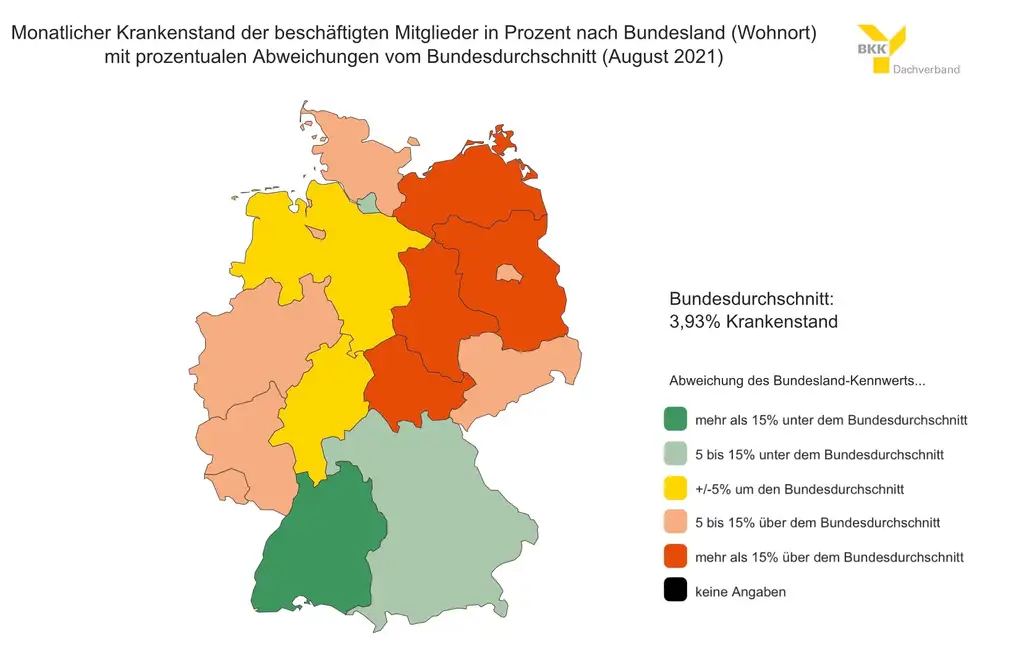 Monatlicher Krankenstand der beschäftigten Mitglieder in Prozent nach Bundesland (Wohnort)
mit prozentualen Abweichungen vom Bundesdurchschnitt (August 2021)
BKK
Dachverband
Bundesdurchschnitt:
3,93% Krankenstand
Abweichung des Bundesland-Kennwerts...
mehr als 15% unter dem Bundesdurchschnitt
5 bis 15% unter dem Bundesdurchschnitt
+/-5% um den Bundesdurchschnitt
5 bis 15% über dem Bundesdurchschnitt
mehr als 15% über dem Bundesdurchschnitt
keine Angaben